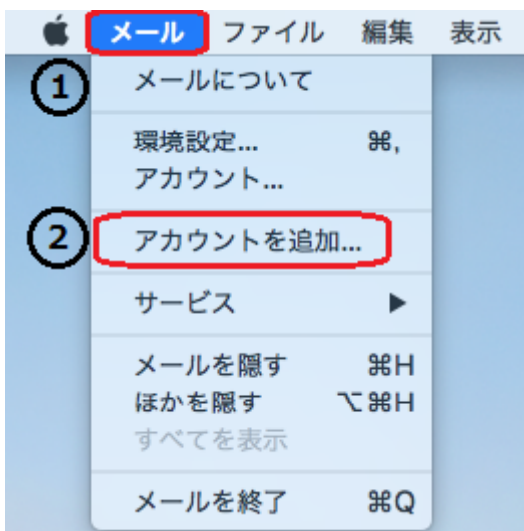 メール ファイル 編集 表示
1
メールについて
環境設定... ⌘,
アカウント...
2
アカウントを追加...
サービス ▶
メールを隠す ⌘H
ほかを隠す ⌥⌘H
すべてを表示
メールを終了 ⌘Q